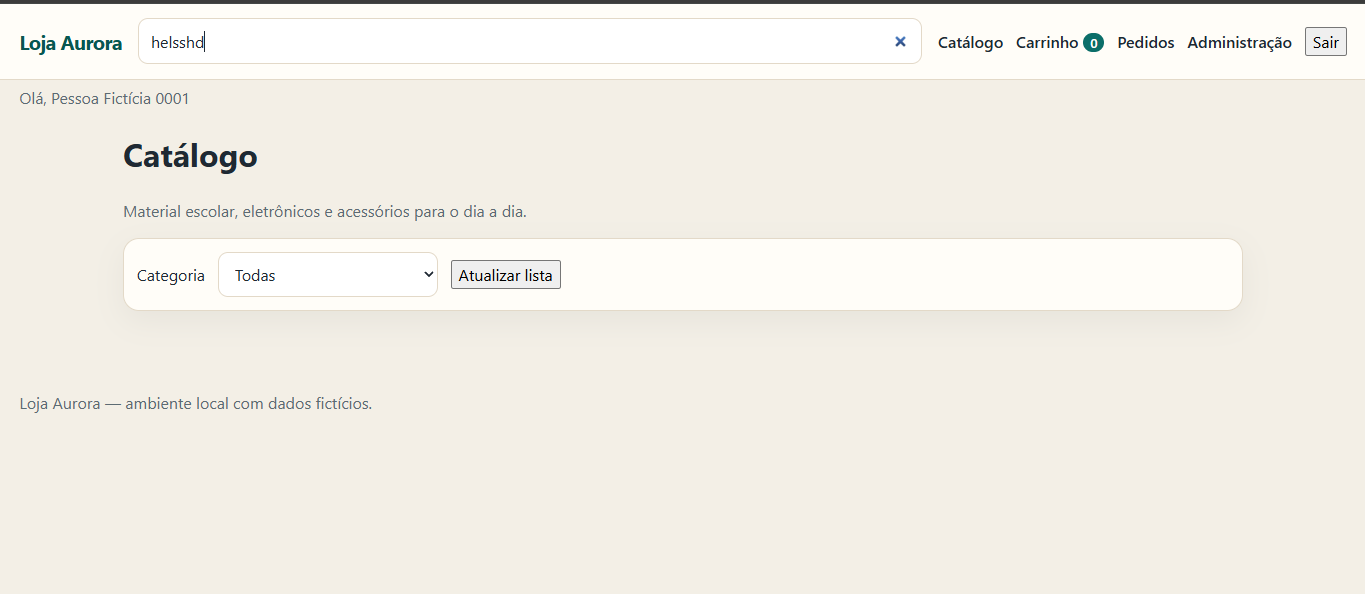 Loja Aurora helsshd × Catálogo Carrinho 0 Pedidos Administração Sair
Olá, Pessoa Fictícia 0001
Catálogo
Material escolar, eletrônicos e acessórios para o dia a dia.
Categoria Todas Atualizar lista
Loja Aurora — ambiente local com dados fictícios.